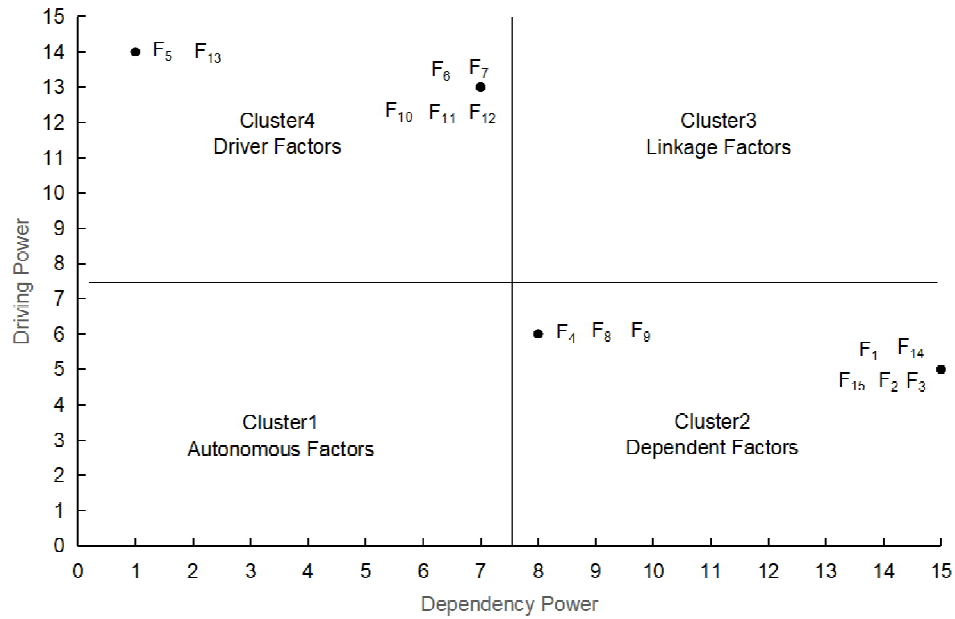 15
14
13
12
11
10
9
8
7
6
5
4
3
2
1
0
Driving Power
F5 F13
F6 F7
F10 F11 F12
Cluster4
Driver Factors
Cluster3
Linkage Factors
F4 F8 F9
F1 F14
F15 F2 F3
Cluster1
Autonomous Factors
Cluster2
Dependent Factors
0 1 2 3 4 5 6 7 8 9 10 11 12 13 14 15
Dependency Power